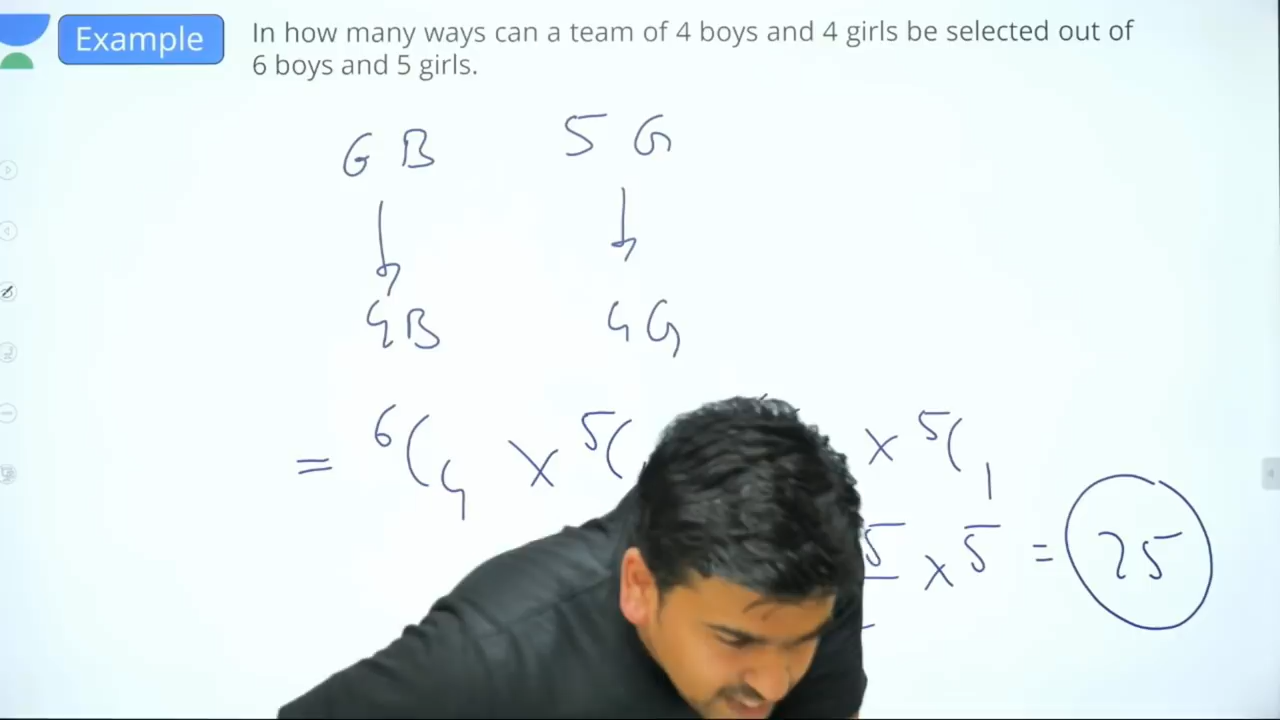 Example
In how many ways can a team of 4 boys and 4 girls be selected out of
6 boys and 5 girls.
6 B 5 G
4 B 4 G
= ⁶C₄ × ⁵C × ⁵C₁
5 × 5 = 75